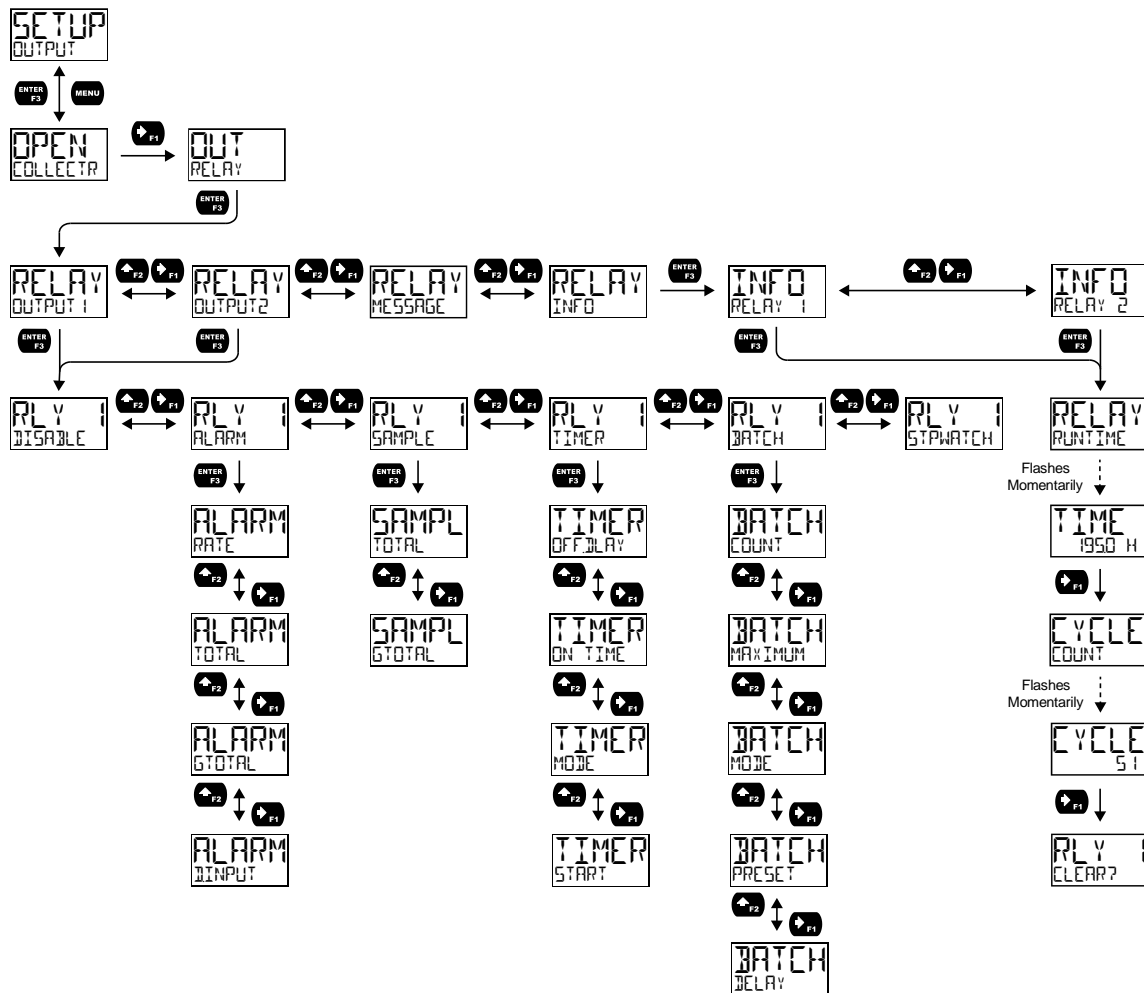 SETUP
OUTPUT
ENTER F3
MENU
OPEN
COLLECTR
F1
OUT
RELAY
ENTER F3
RELAY
OUTPUT1
F2 F1
RELAY
OUTPUT2
F2 F1
RELAY
MESSAGE
F2 F1
RELAY
INFO
ENTER F3
INFO
RELAY 1
F2 F1
INFO
RELAY 2
ENTER F3
ENTER F3
ENTER F3
ENTER F3
RLY 1
DISABLE
F2 F1
RLY 1
ALARM
F2 F1
RLY 1
SAMPLE
F2 F1
RLY 1
TIMER
F2 F1
RLY 1
BATCH
F2 F1
RLY 1
STPWATCH
RELAY
RUNTIME
ENTER F3
ENTER F3
ENTER F3
ENTER F3
Flashes
Momentarily
ALARM
RATE
F2
F1
ALARM
TOTAL
F2
F1
ALARM
GTOTAL
F2
F1
ALARM
D.INPUT
SAMPL
TOTAL
F2
F1
SAMPL
GTOTAL
TIMER
OFF.DLAY
F2
F1
TIMER
ON TIME
F2
F1
TIMER
MODE
F2
F1
TIMER
START
BATCH
COUNT
F2
F1
BATCH
MAXIMUM
F2
F1
BATCH
MODE
F2
F1
BATCH
PRESET
F2
F1
BATCH
DELAY
TIME
195.0 H
F1
CYCLE
COUNT
Flashes
Momentarily
CYCLE
51
F1
RLY 1
CLEAR?